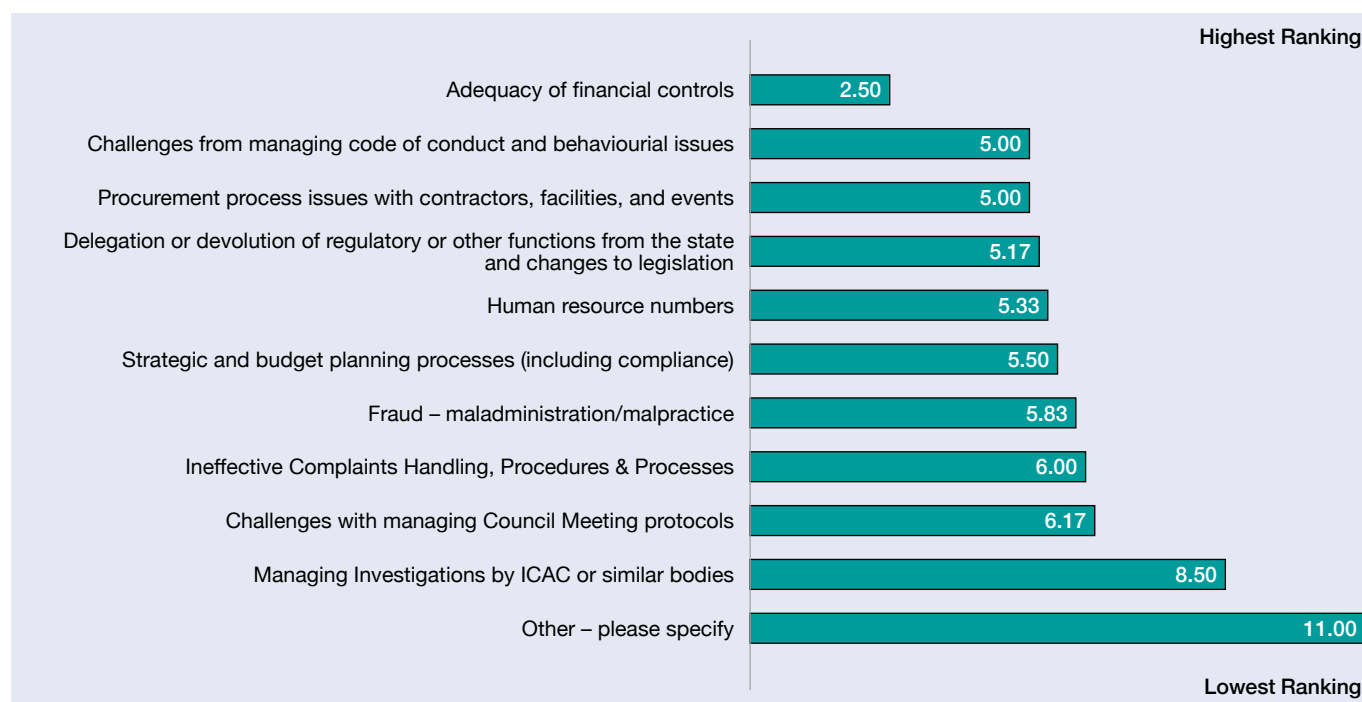 Highest Ranking
Adequacy of financial controls 2.50
Challenges from managing code of conduct and behaviourial issues 5.00
Procurement process issues with contractors, facilities, and events 5.00
Delegation or devolution of regulatory or other functions from the state
and changes to legislation 5.17
Human resource numbers 5.33
Strategic and budget planning processes (including compliance) 5.50
Fraud – maladministration/malpractice 5.83
Ineffective Complaints Handling, Procedures & Processes 6.00
Challenges with managing Council Meeting protocols 6.17
Managing Investigations by ICAC or similar bodies 8.50
Other – please specify 11.00
Lowest Ranking